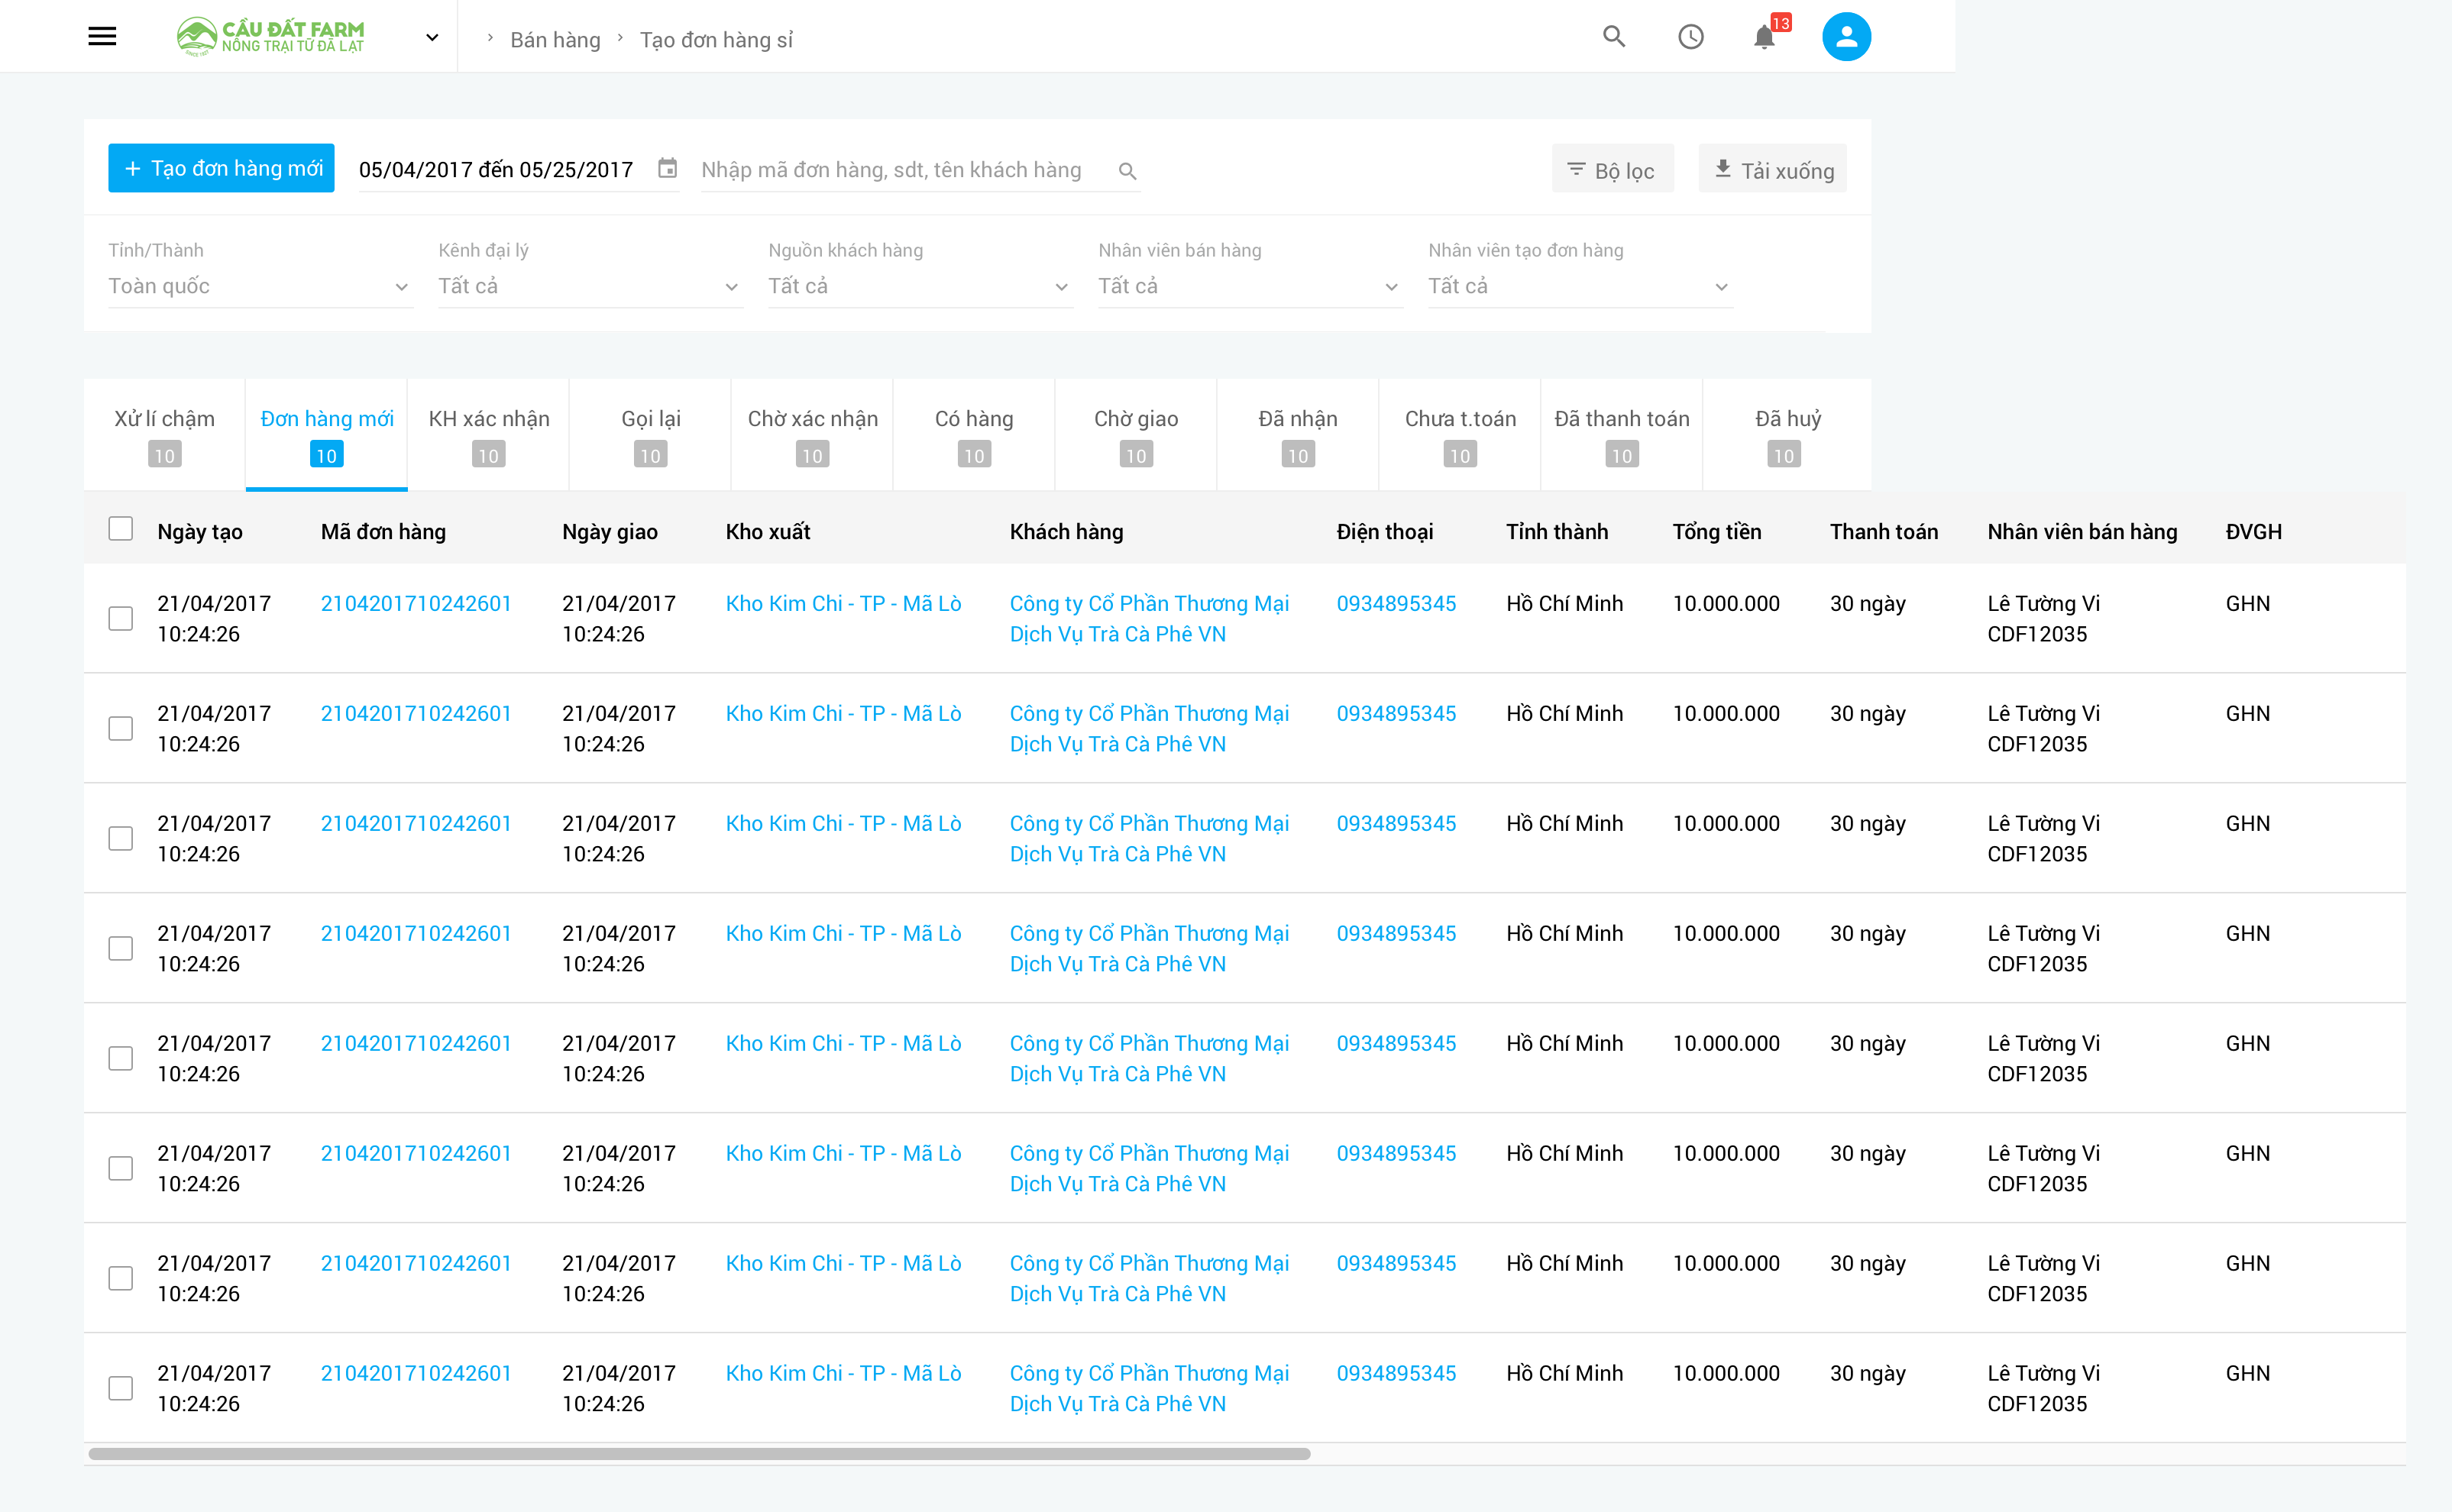 CẦU ĐẤT FARM
NÔNG TRẠI TỪ ĐÀ LẠT
SINCE 1927
Bán hàng
Tạo đơn hàng sỉ
13
Tạo đơn hàng mới
05/04/2017 đến 05/25/2017
Nhập mã đơn hàng, sdt, tên khách hàng
Bộ lọc
Tải xuống
Tỉnh/Thành
Kênh đại lý
Nguồn khách hàng
Nhân viên bán hàng
Nhân viên tạo đơn hàng
Toàn quốc
Tất cả
Tất cả
Tất cả
Tất cả
Xử lí chậm
Đơn hàng mới
KH xác nhận
Gọi lại
Chờ xác nhận
Có hàng
Chờ giao
Đã nhận
Chưa t.toán
Đã thanh toán
Đã huỷ
10
10
10
10
10
10
10
10
10
10
10
Ngày tạo Mã đơn hàng Ngày giao Kho xuất Khách hàng Điện thoại Tỉnh thành Tổng tiền Thanh toán Nhân viên bán hàng ĐVGH
21/04/2017 2104201710242601 21/04/2017 Kho Kim Chi - TP - Mã Lò Công ty Cổ Phần Thương Mại 0934895345 Hồ Chí Minh 10.000.000 30 ngày Lê Tường Vi GHN
10:24:26 10:24:26 Dịch Vụ Trà Cà Phê VN CDF12035
21/04/2017 2104201710242601 21/04/2017 Kho Kim Chi - TP - Mã Lò Công ty Cổ Phần Thương Mại 0934895345 Hồ Chí Minh 10.000.000 30 ngày Lê Tường Vi GHN
10:24:26 10:24:26 Dịch Vụ Trà Cà Phê VN CDF12035
21/04/2017 2104201710242601 21/04/2017 Kho Kim Chi - TP - Mã Lò Công ty Cổ Phần Thương Mại 0934895345 Hồ Chí Minh 10.000.000 30 ngày Lê Tường Vi GHN
10:24:26 10:24:26 Dịch Vụ Trà Cà Phê VN CDF12035
21/04/2017 2104201710242601 21/04/2017 Kho Kim Chi - TP - Mã Lò Công ty Cổ Phần Thương Mại 0934895345 Hồ Chí Minh 10.000.000 30 ngày Lê Tường Vi GHN
10:24:26 10:24:26 Dịch Vụ Trà Cà Phê VN CDF12035
21/04/2017 2104201710242601 21/04/2017 Kho Kim Chi - TP - Mã Lò Công ty Cổ Phần Thương Mại 0934895345 Hồ Chí Minh 10.000.000 30 ngày Lê Tường Vi GHN
10:24:26 10:24:26 Dịch Vụ Trà Cà Phê VN CDF12035
21/04/2017 2104201710242601 21/04/2017 Kho Kim Chi - TP - Mã Lò Công ty Cổ Phần Thương Mại 0934895345 Hồ Chí Minh 10.000.000 30 ngày Lê Tường Vi GHN
10:24:26 10:24:26 Dịch Vụ Trà Cà Phê VN CDF12035
21/04/2017 2104201710242601 21/04/2017 Kho Kim Chi - TP - Mã Lò Công ty Cổ Phần Thương Mại 0934895345 Hồ Chí Minh 10.000.000 30 ngày Lê Tường Vi GHN
10:24:26 10:24:26 Dịch Vụ Trà Cà Phê VN CDF12035
21/04/2017 2104201710242601 21/04/2017 Kho Kim Chi - TP - Mã Lò Công ty Cổ Phần Thương Mại 0934895345 Hồ Chí Minh 10.000.000 30 ngày Lê Tường Vi GHN
10:24:26 10:24:26 Dịch Vụ Trà Cà Phê VN CDF12035